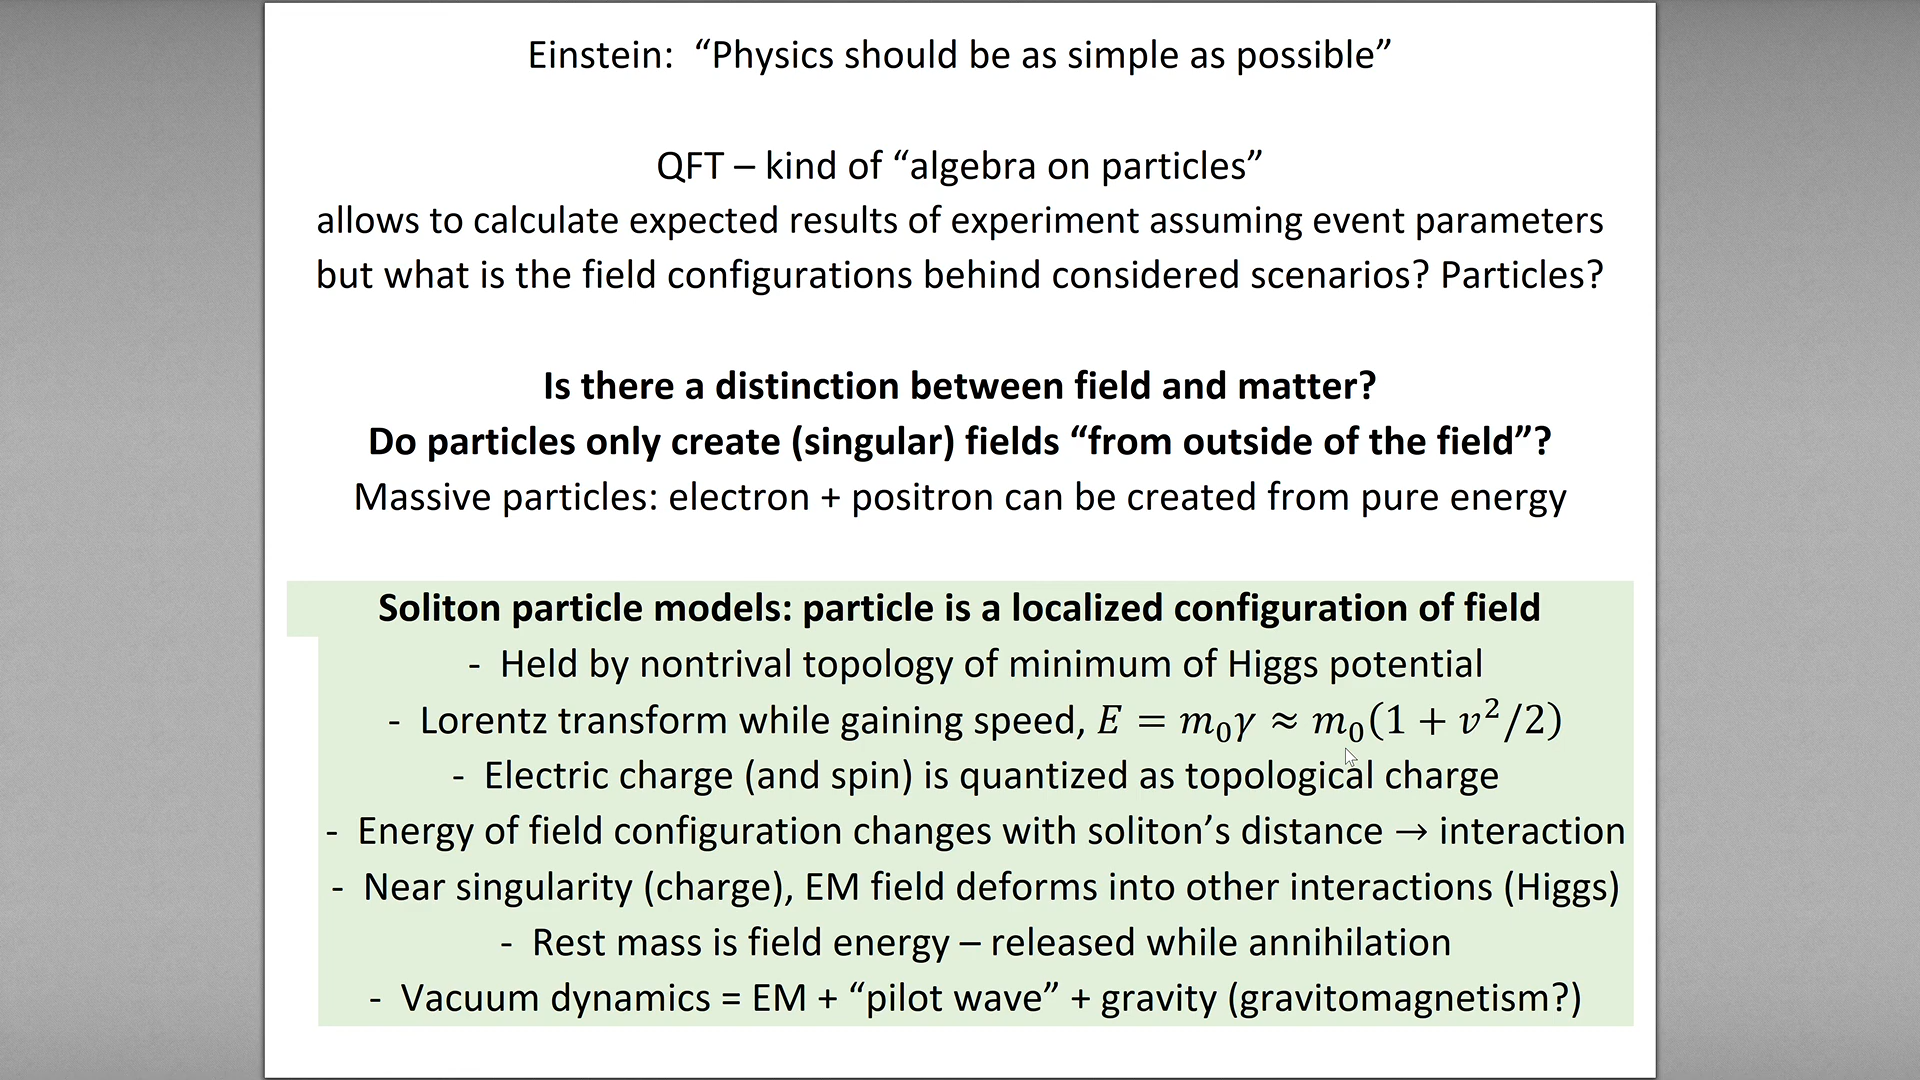 Einstein:  “Physics should be as simple as possible”
QFT – kind of “algebra on particles”
allows to calculate expected results of experiment assuming event parameters
but what is the field configurations behind considered scenarios? Particles?
Is there a distinction between field and matter?
Do particles only create (singular) fields “from outside of the field”?
Massive particles: electron + positron can be created from pure energy
Soliton particle models: particle is a localized configuration of field
- Held by nontrival topology of minimum of Higgs potential
- Lorentz transform while gaining speed, E = m₀γ ≈ m₀(1 + v²/2)
- Electric charge (and spin) is quantized as topological charge
- Energy of field configuration changes with soliton’s distance → interaction
- Near singularity (charge), EM field deforms into other interactions (Higgs)
- Rest mass is field energy – released while annihilation
- Vacuum dynamics = EM + “pilot wave” + gravity (gravitomagnetism?)